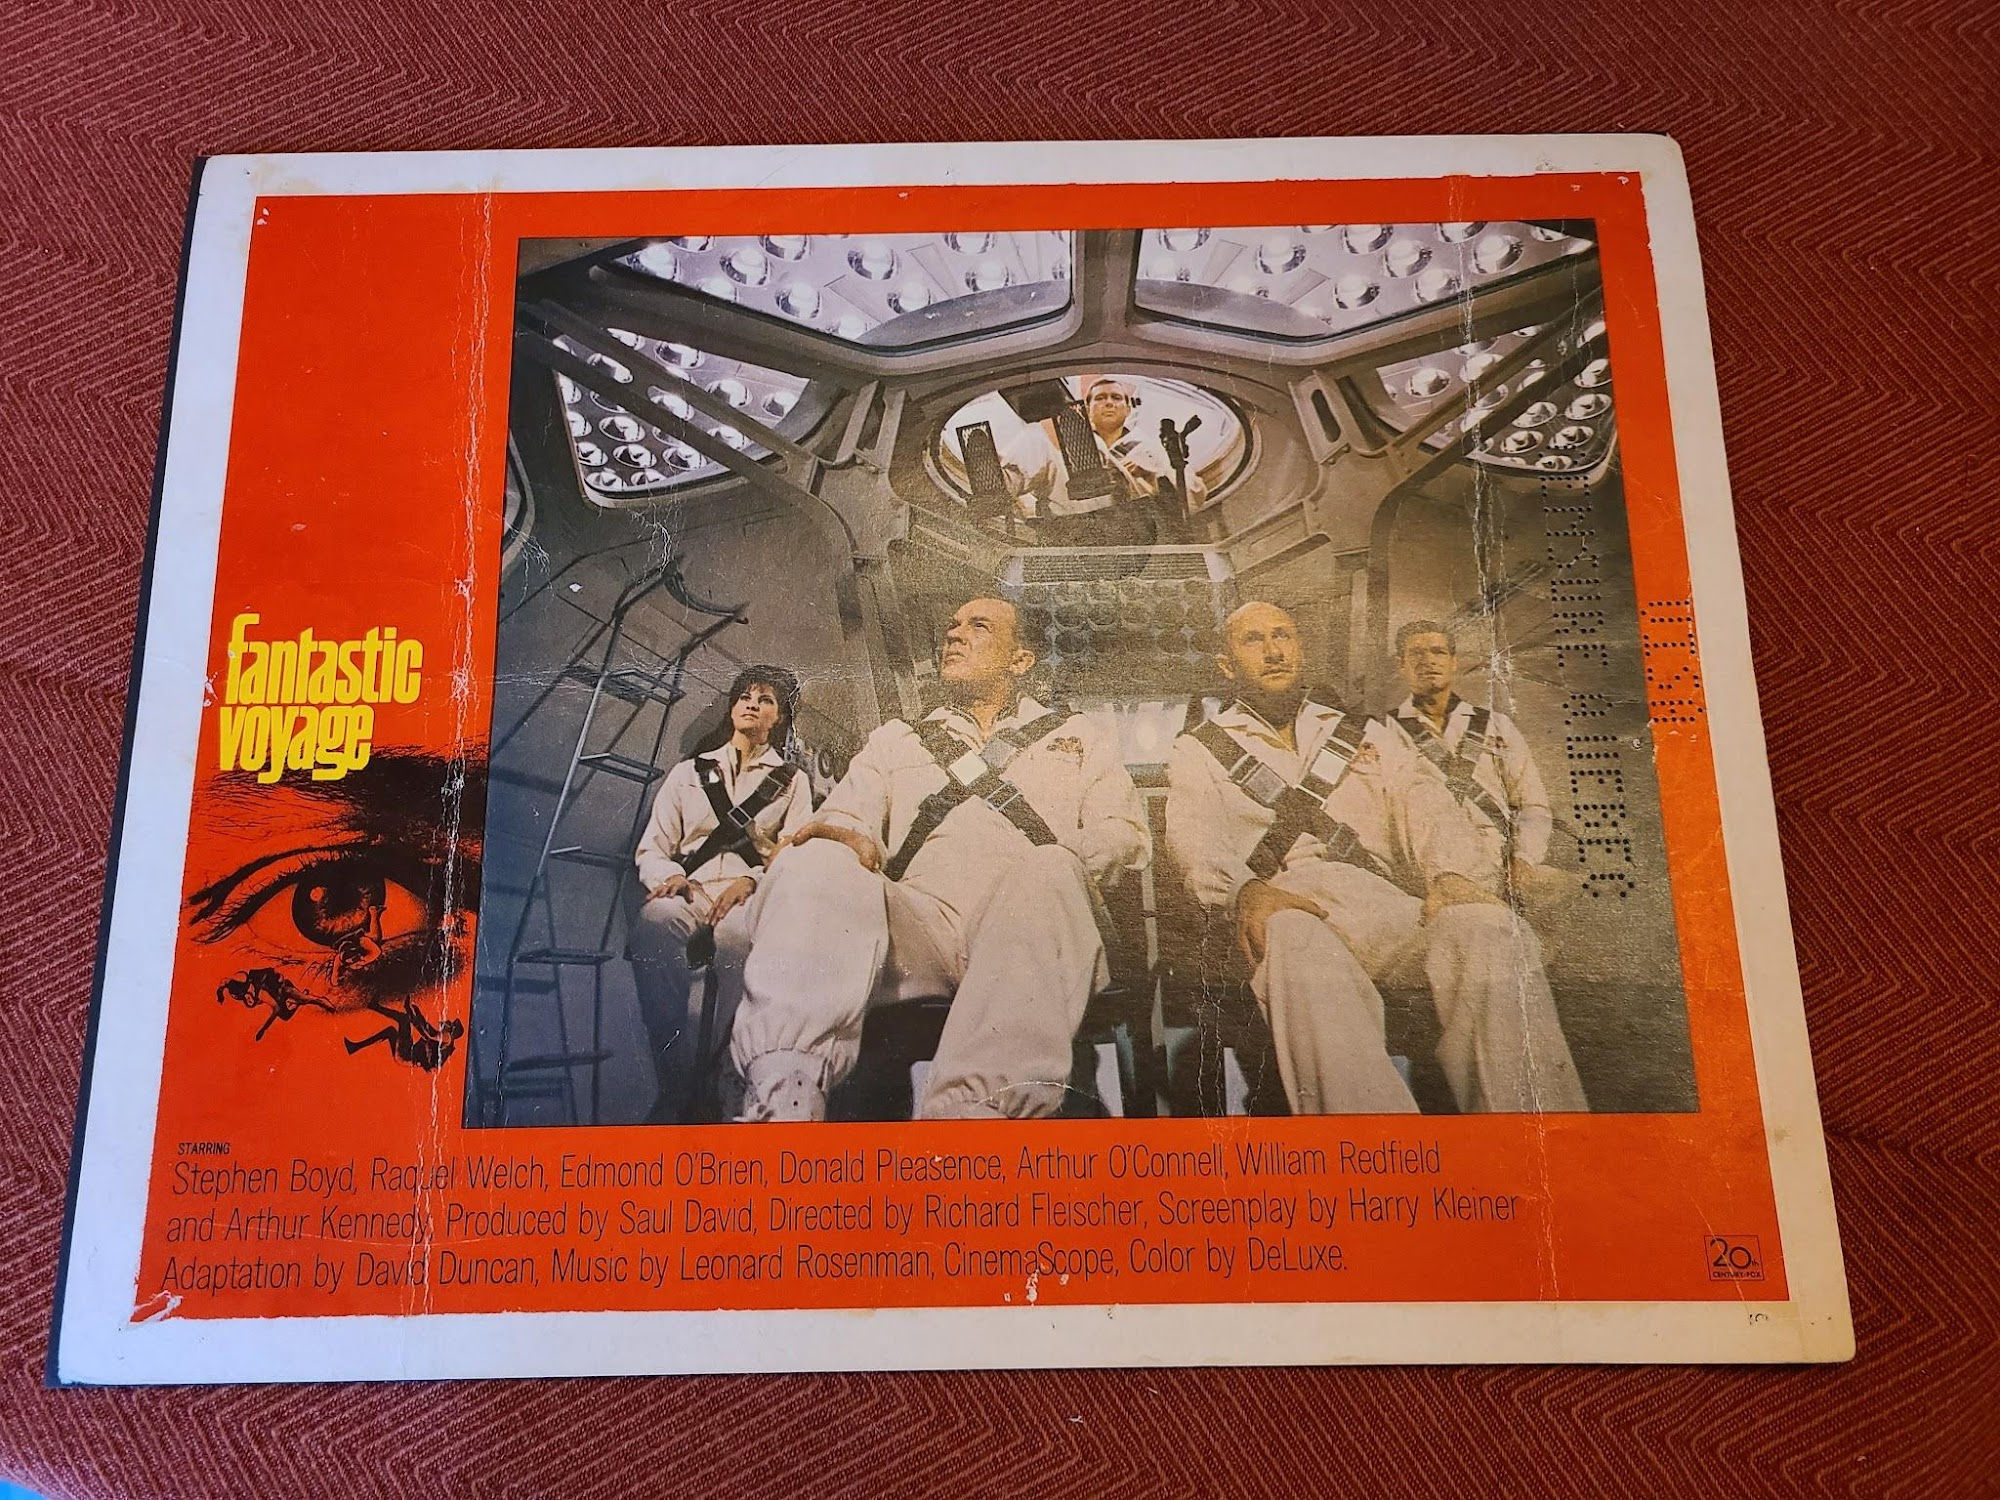 fantastic
voyage
STARRING
Stephen Boyd, Raquel Welch, Edmond O'Brien, Donald Pleasence, Arthur O'Connell, William Redfield
and Arthur Kennedy, Produced by Saul David, Directed by Richard Fleischer, Screenplay by Harry Kleiner
Adaptation by David Duncan, Music by Leonard Rosenman, CinemaScope, Color by DeLuxe.
20th
CENTURY-FOX